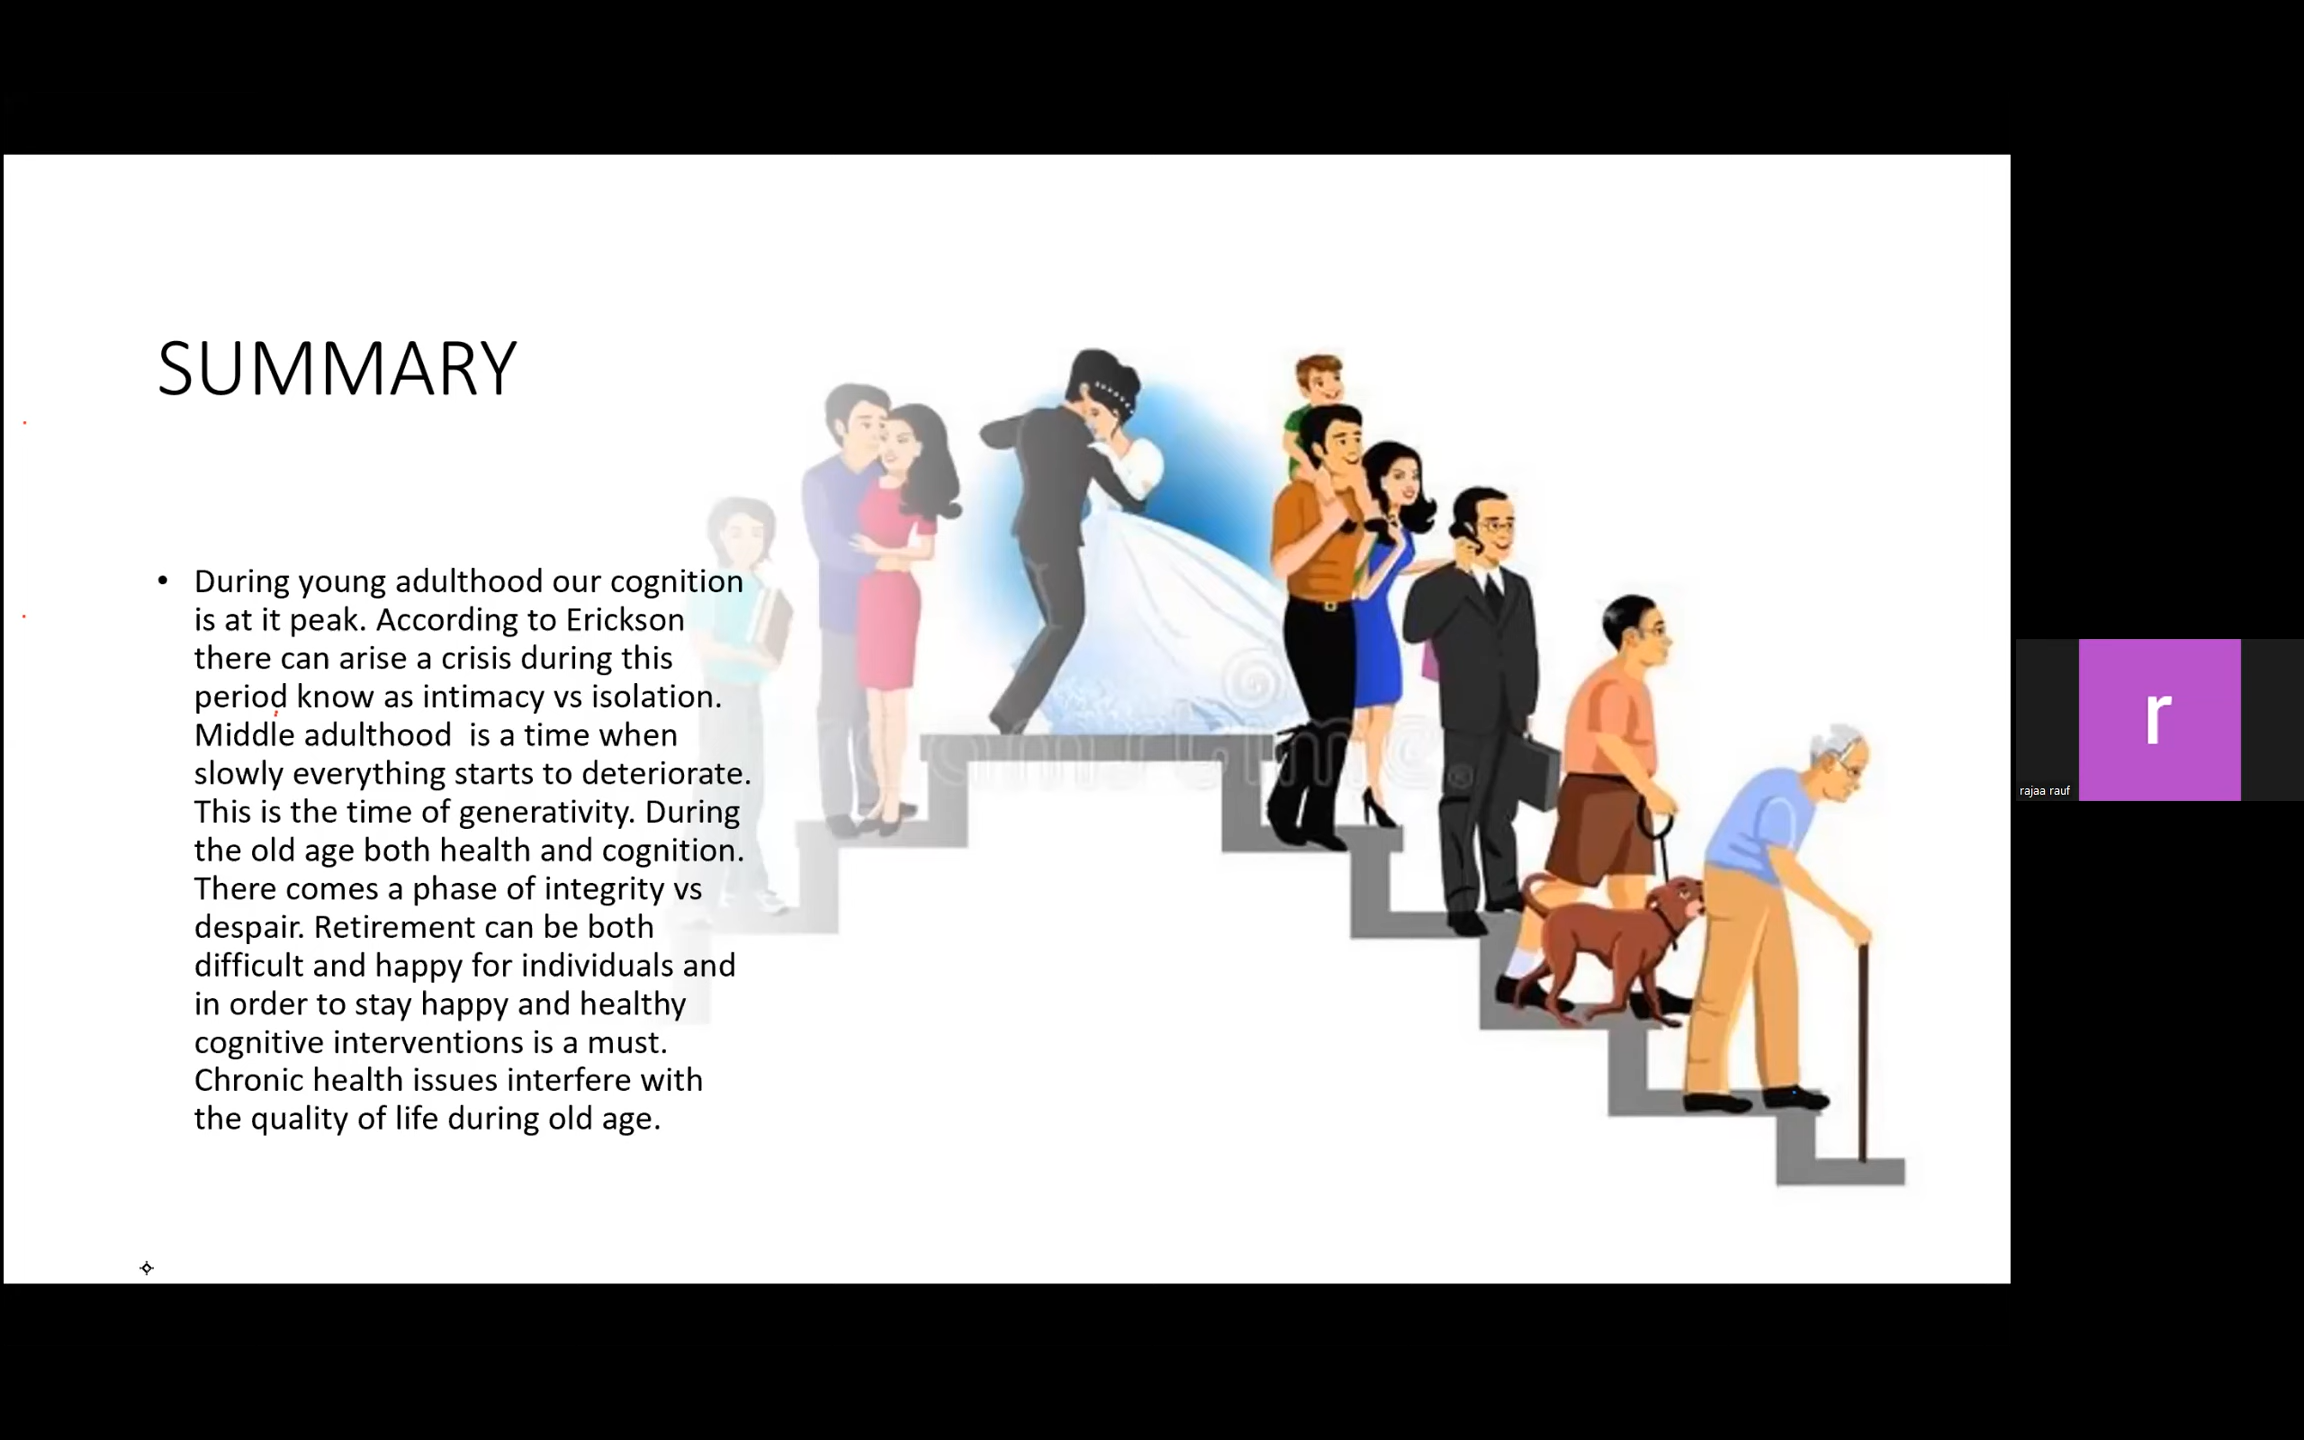 SUMMARY
• During young adulthood our cognition
is at it peak. According to Erickson
there can arise a crisis during this
period know as intimacy vs isolation.
Middle adulthood  is a time when
slowly everything starts to deteriorate.
This is the time of generativity. During
the old age both health and cognition.
There comes a phase of integrity vs
despair. Retirement can be both
difficult and happy for individuals and
in order to stay happy and healthy
cognitive interventions is a must.
Chronic health issues interfere with
the quality of life during old age.
r
rajaa rauf